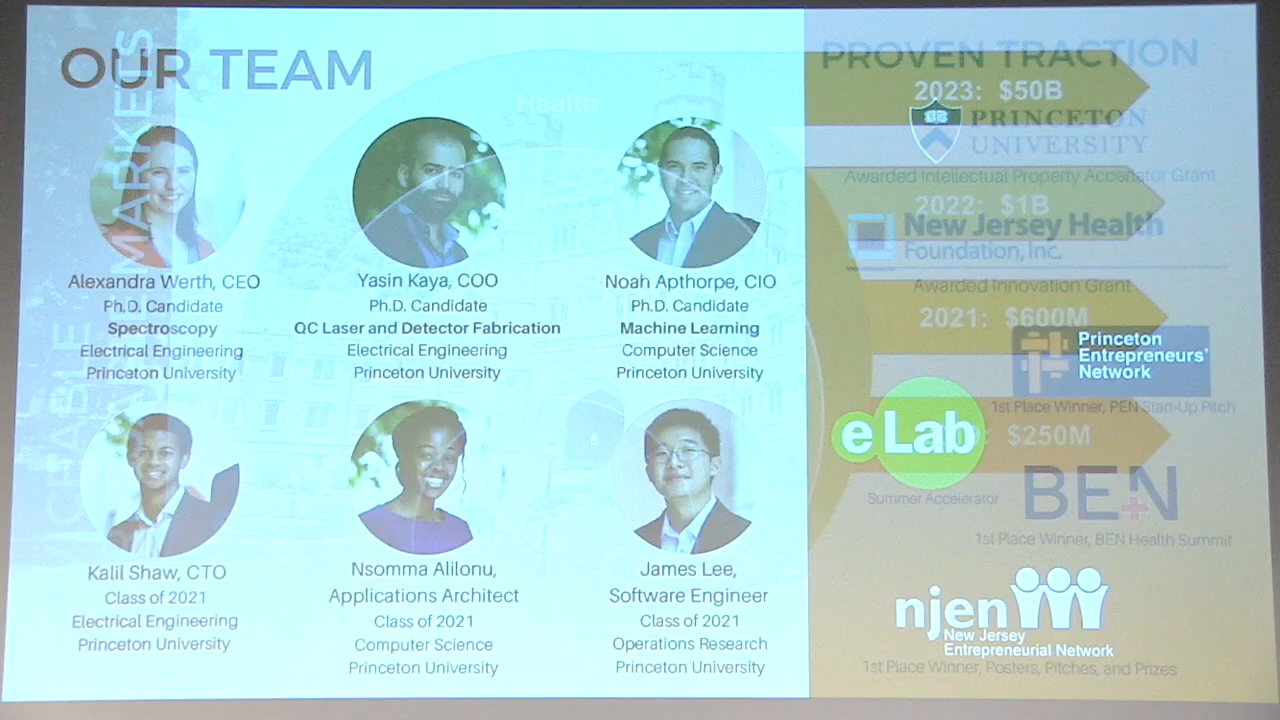 OUR TEAM
Health
MARKETS
Alexandra Werth, CEO
Ph.D. Candidate
Spectroscopy
Electrical Engineering
Princeton University
Yasin Kaya, COO
Ph.D. Candidate
QC Laser and Detector Fabrication
Electrical Engineering
Princeton University
Noah Apthorpe, CIO
Ph.D. Candidate
Machine Learning
Computer Science
Princeton University
Kalil Shaw, CTO
Class of 2021
Electrical Engineering
Princeton University
Nsomma Alilonu,
Applications Architect
Class of 2021
Computer Science
Princeton University
James Lee,
Software Engineer
Class of 2021
Operations Research
Princeton University
PROVEN TRACTION
2023: $50B
PRINCETON
UNIVERSITY
Awarded Intellectual Property Accelerator Grant
2022: $1B
New Jersey Health
Foundation, Inc.
Awarded Innovation Grant
2021: $600M
Princeton
Entrepreneurs'
Network
1st Place Winner, PEN Start-Up Pitch
eLab
$250M
Summer Accelerator
BEN
1st Place Winner, BEN Health Summit
njen
New Jersey
Entrepreneurial Network
1st Place Winner, Posters, Pitches, and Prizes